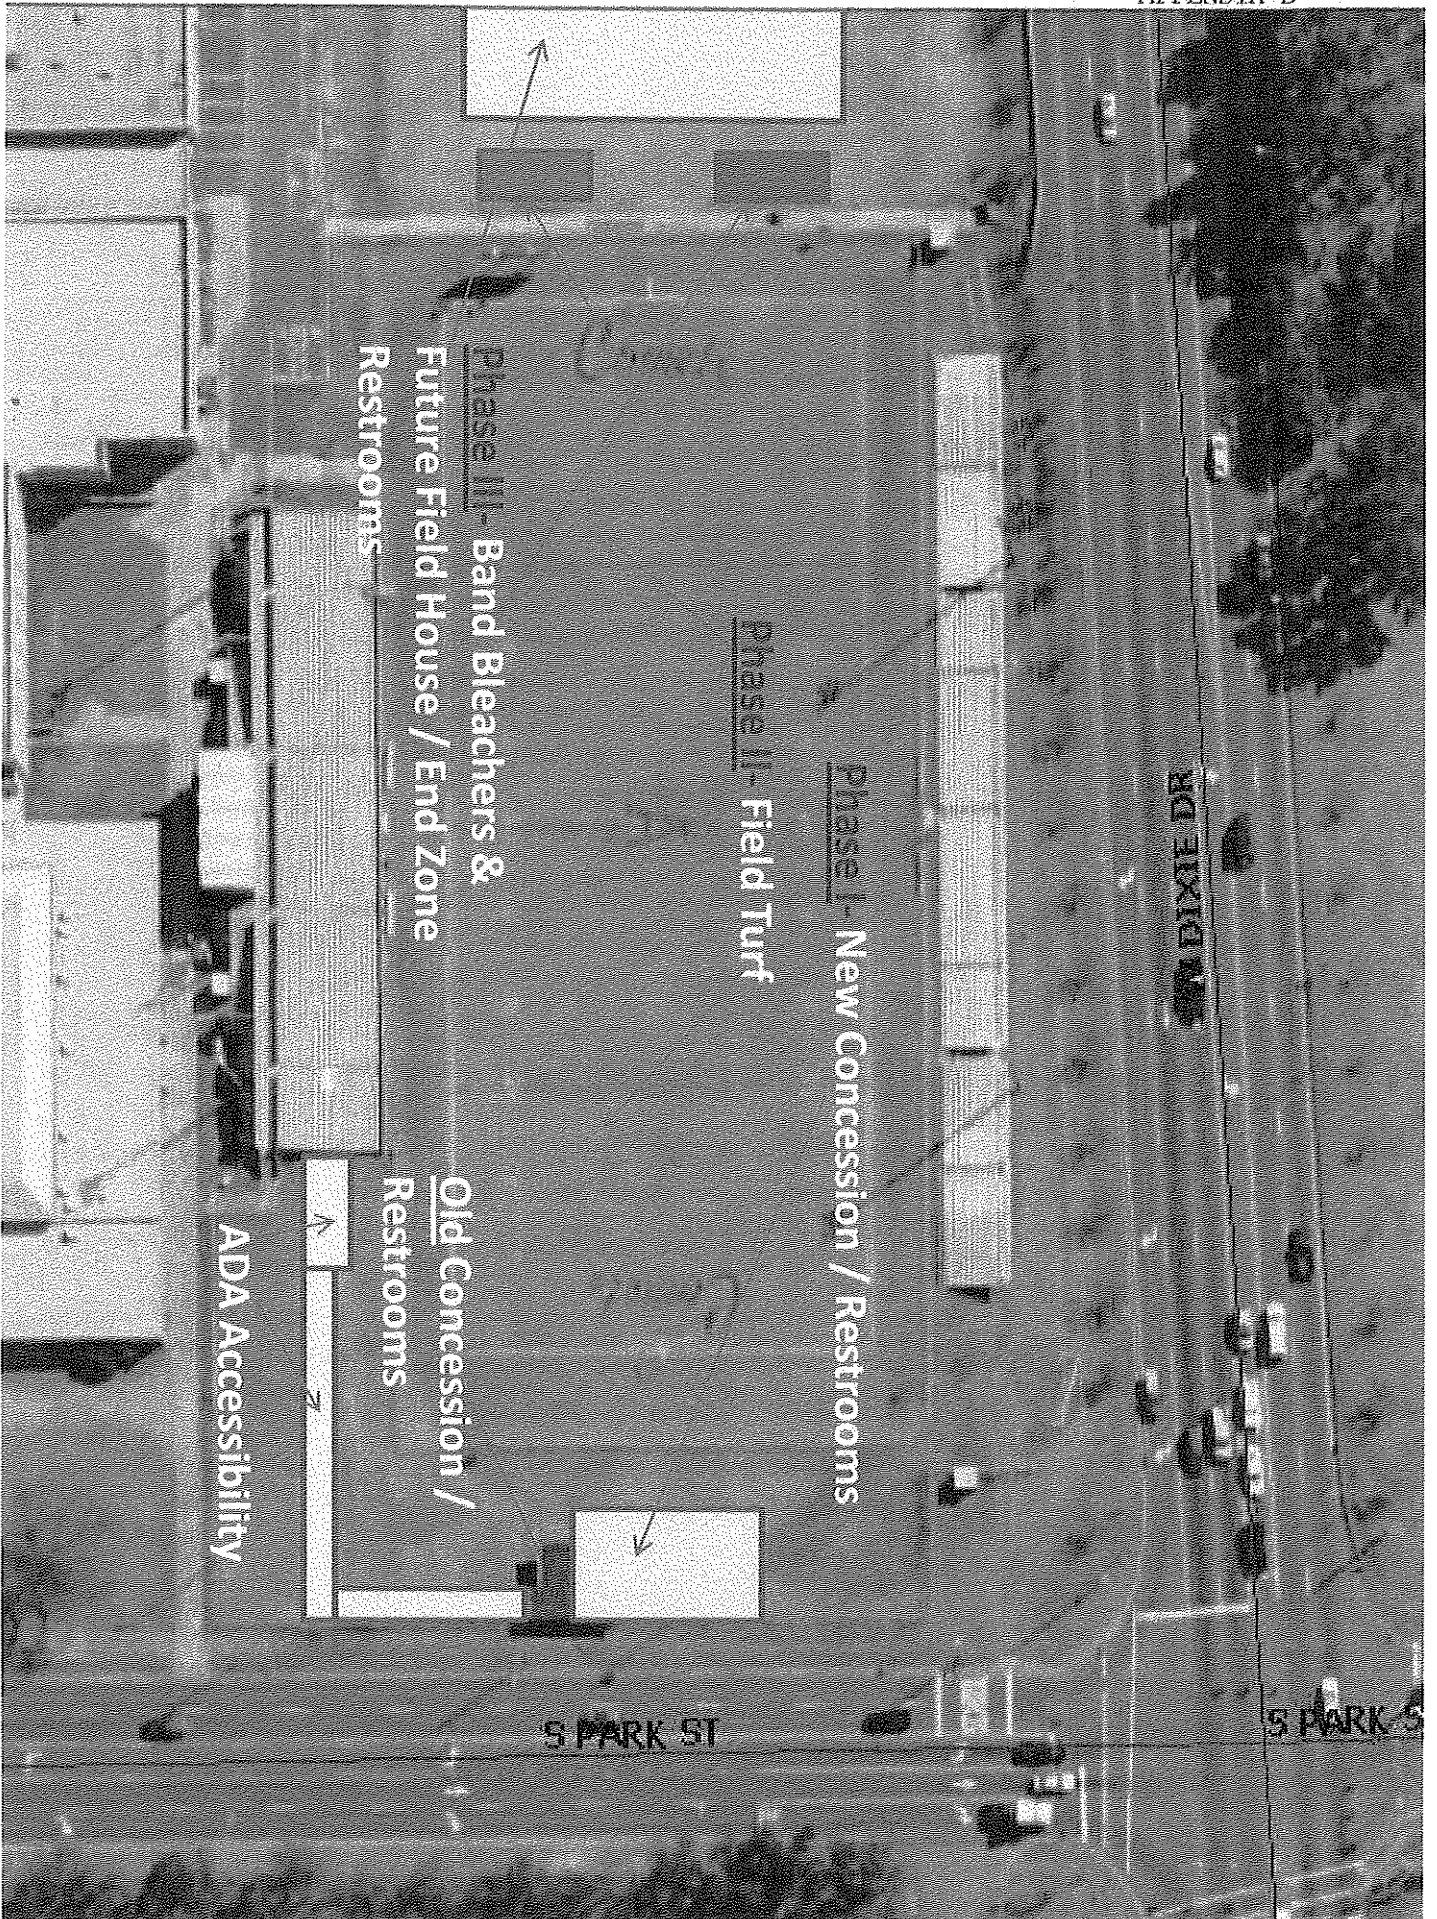 APPENDIX D
Phase III- Band Bleachers &
Future Field House / End Zone
Restrooms
Phase I- Field Turf
Phase I- New Concession / Restrooms
Old Concession /
Restrooms
ADA Accessibility
W DIXIE DR
S PARK ST
S PARK S